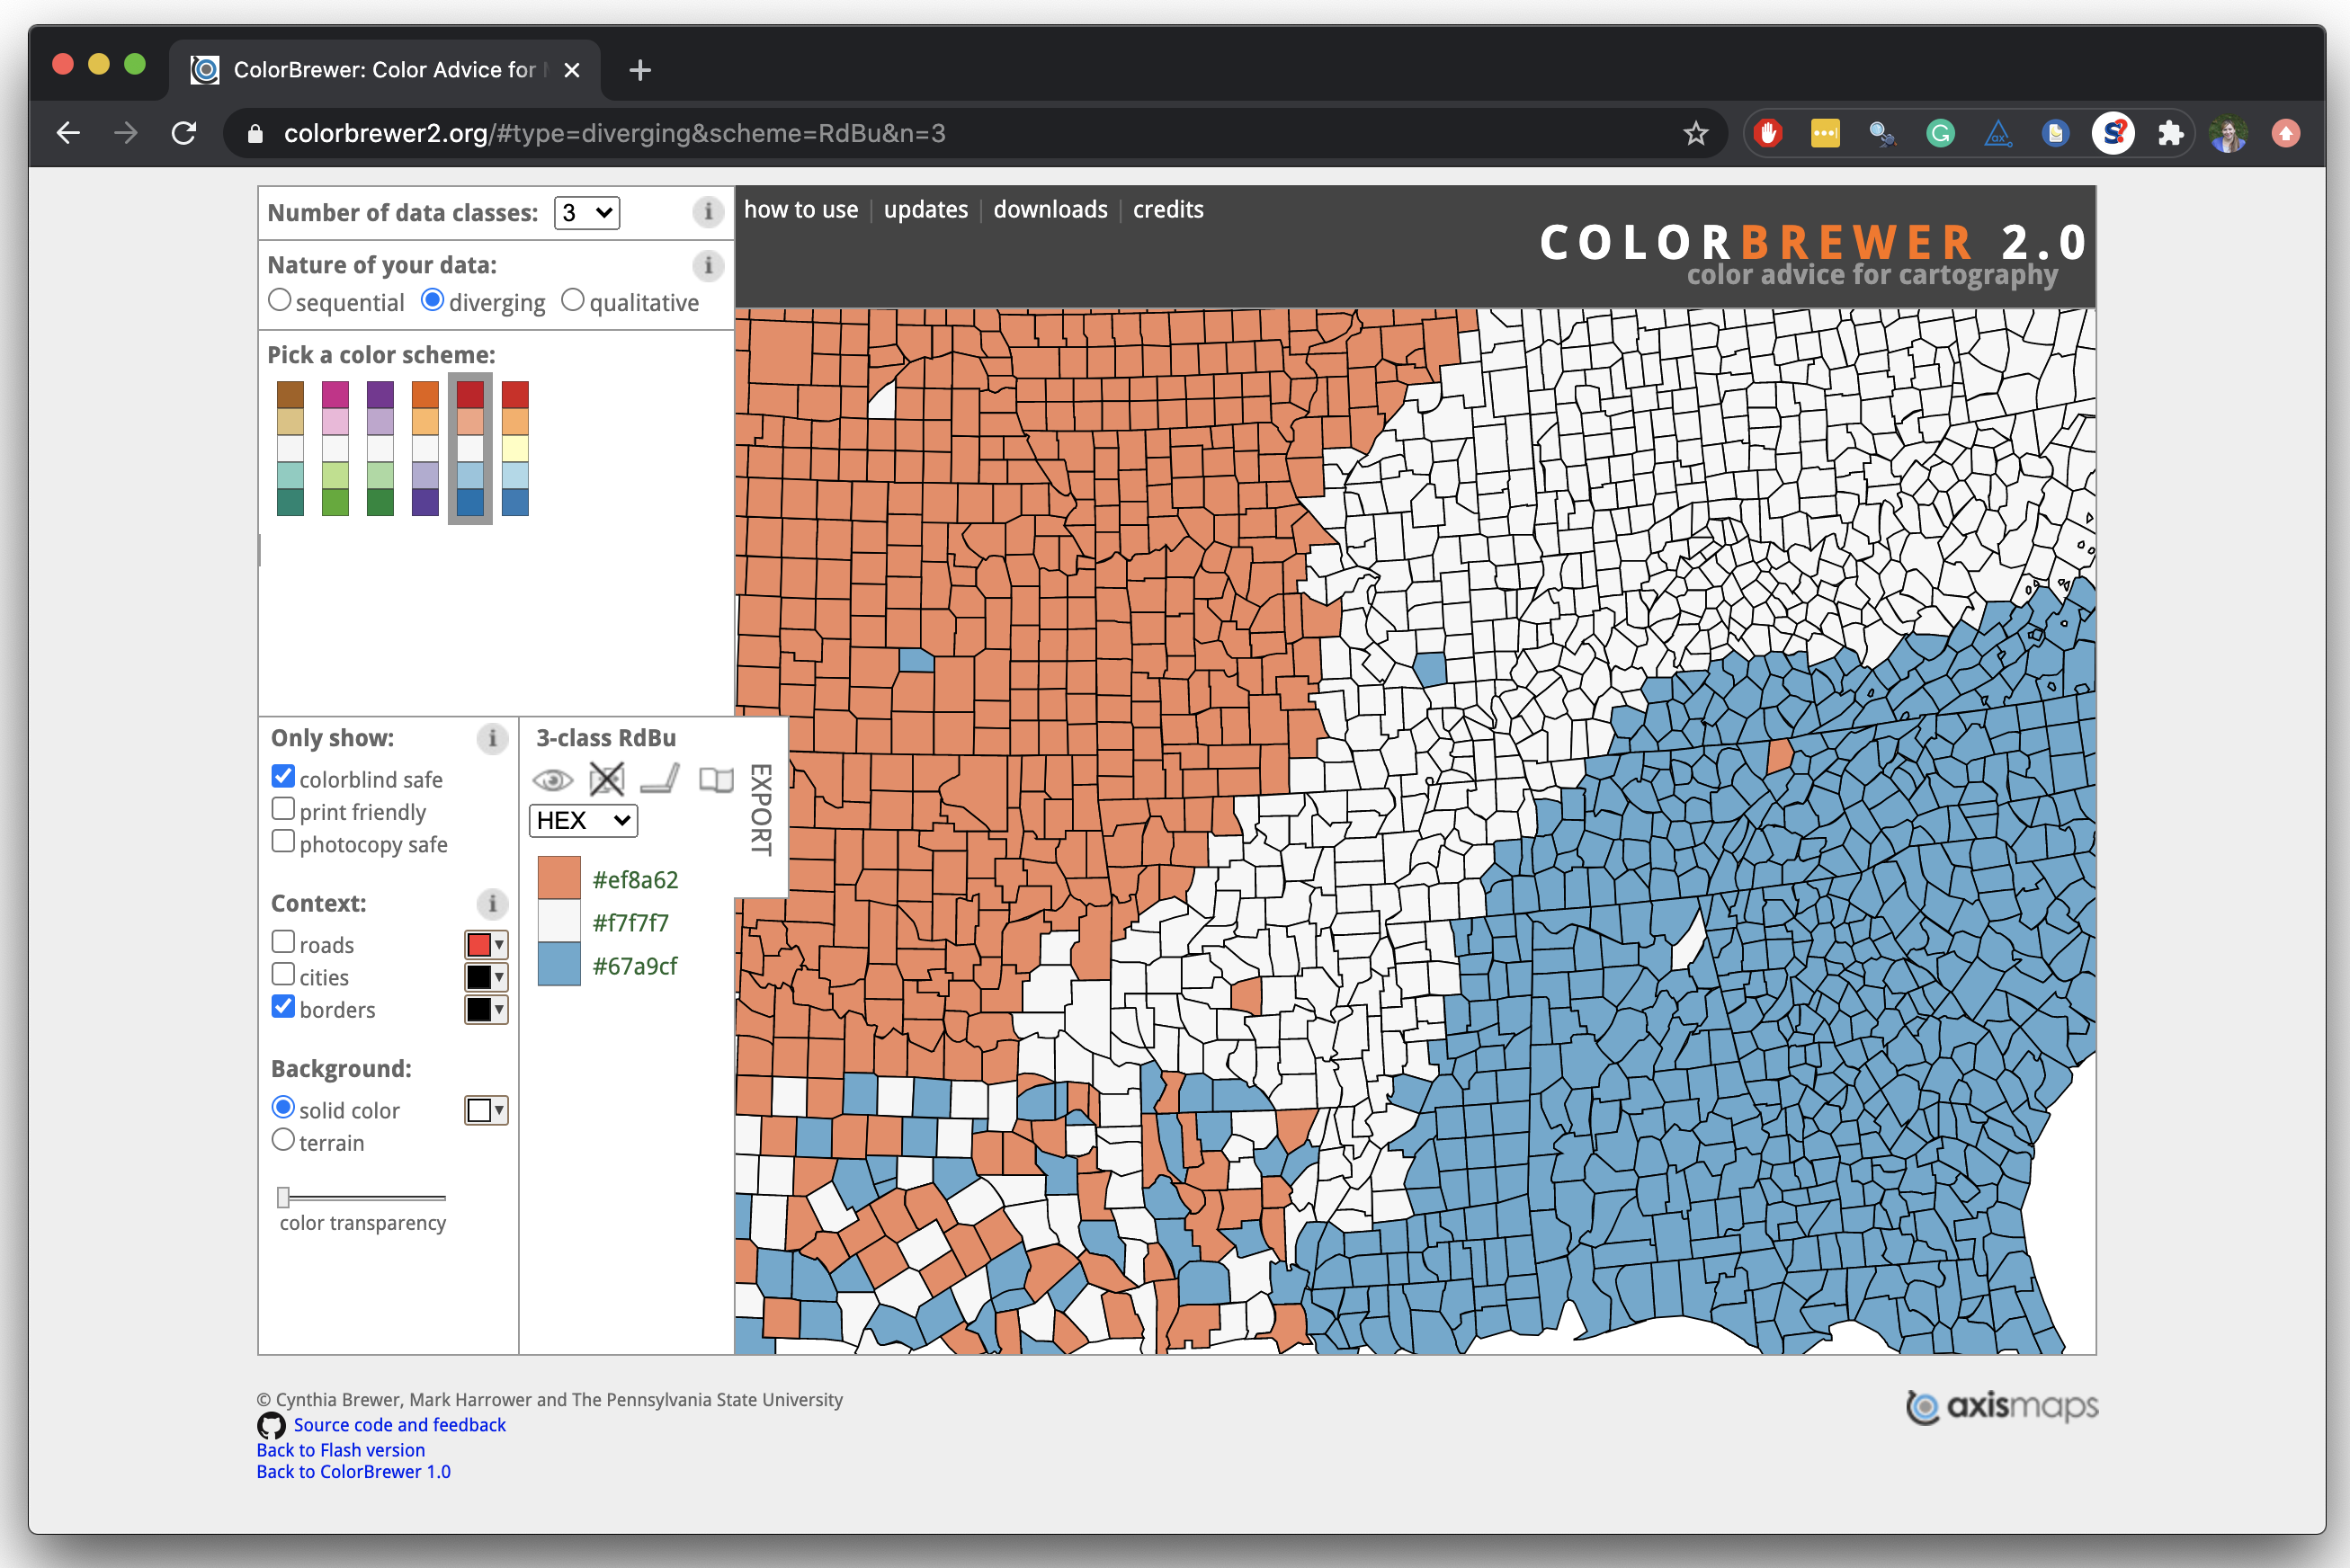 ColorBrewer: Color Advice for
colorbrewer2.org/#type=diverging&scheme=RdBu&n=3
Number of data classes: 3
how to use | updates | downloads | credits
COLORBREWER 2.0
color advice for cartography
Nature of your data:
sequential diverging qualitative
Pick a color scheme:
Only show:
colorblind safe
print friendly
photocopy safe
Context:
roads
cities
borders
Background:
solid color
terrain
color transparency
3-class RdBu
HEX
#ef8a62
#f7f7f7
#67a9cf
EXPORT
© Cynthia Brewer, Mark Harrower and The Pennsylvania State University
Source code and feedback
Back to Flash version
Back to ColorBrewer 1.0
axismaps